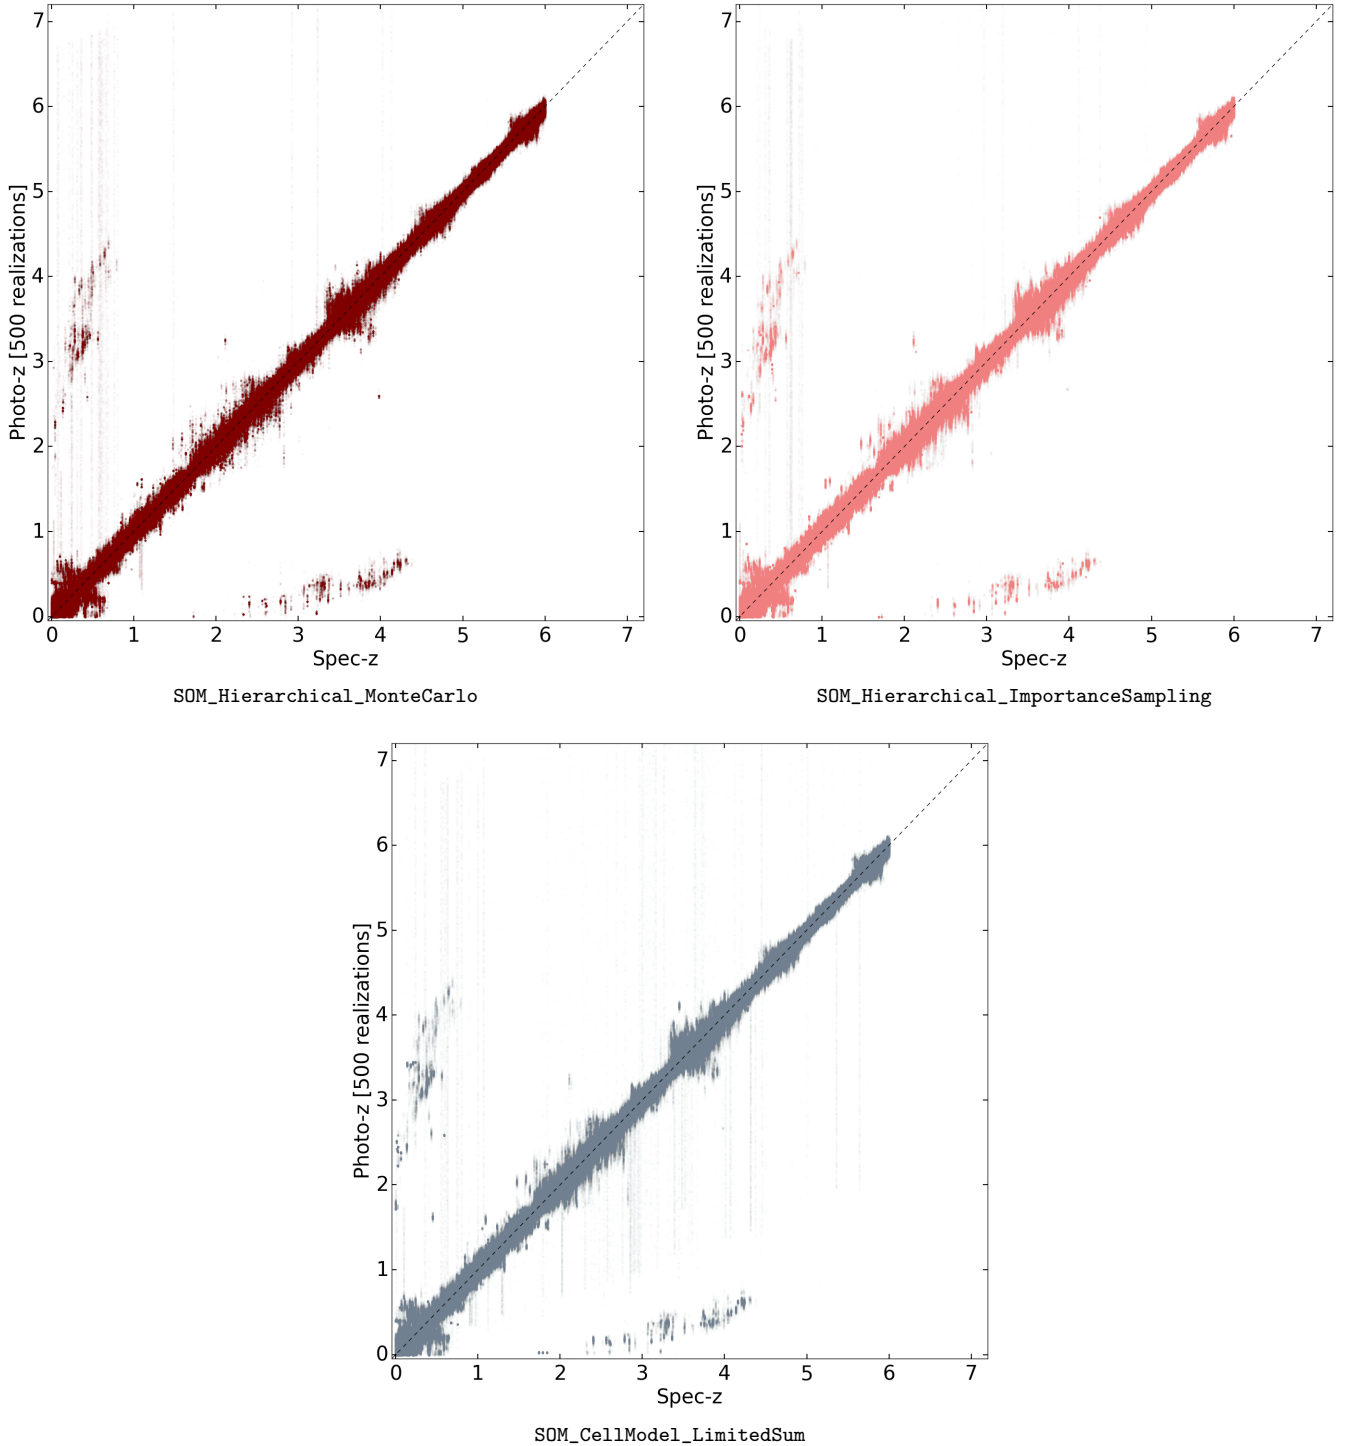 7
6
5
4
3
2
1
0
Photo-z [500 realizations]
0 1 2 3 4 5 6 7
Spec-z
SOM_Hierarchical_MonteCarlo
7
6
5
4
3
2
1
0
Photo-z [500 realizations]
0 1 2 3 4 5 6 7
Spec-z
SOM_Hierarchical_ImportanceSampling
7
6
5
4
3
2
1
0
Photo-z [500 realizations]
0 1 2 3 4 5 6 7
Spec-z
SOM_CellModel_LimitedSum